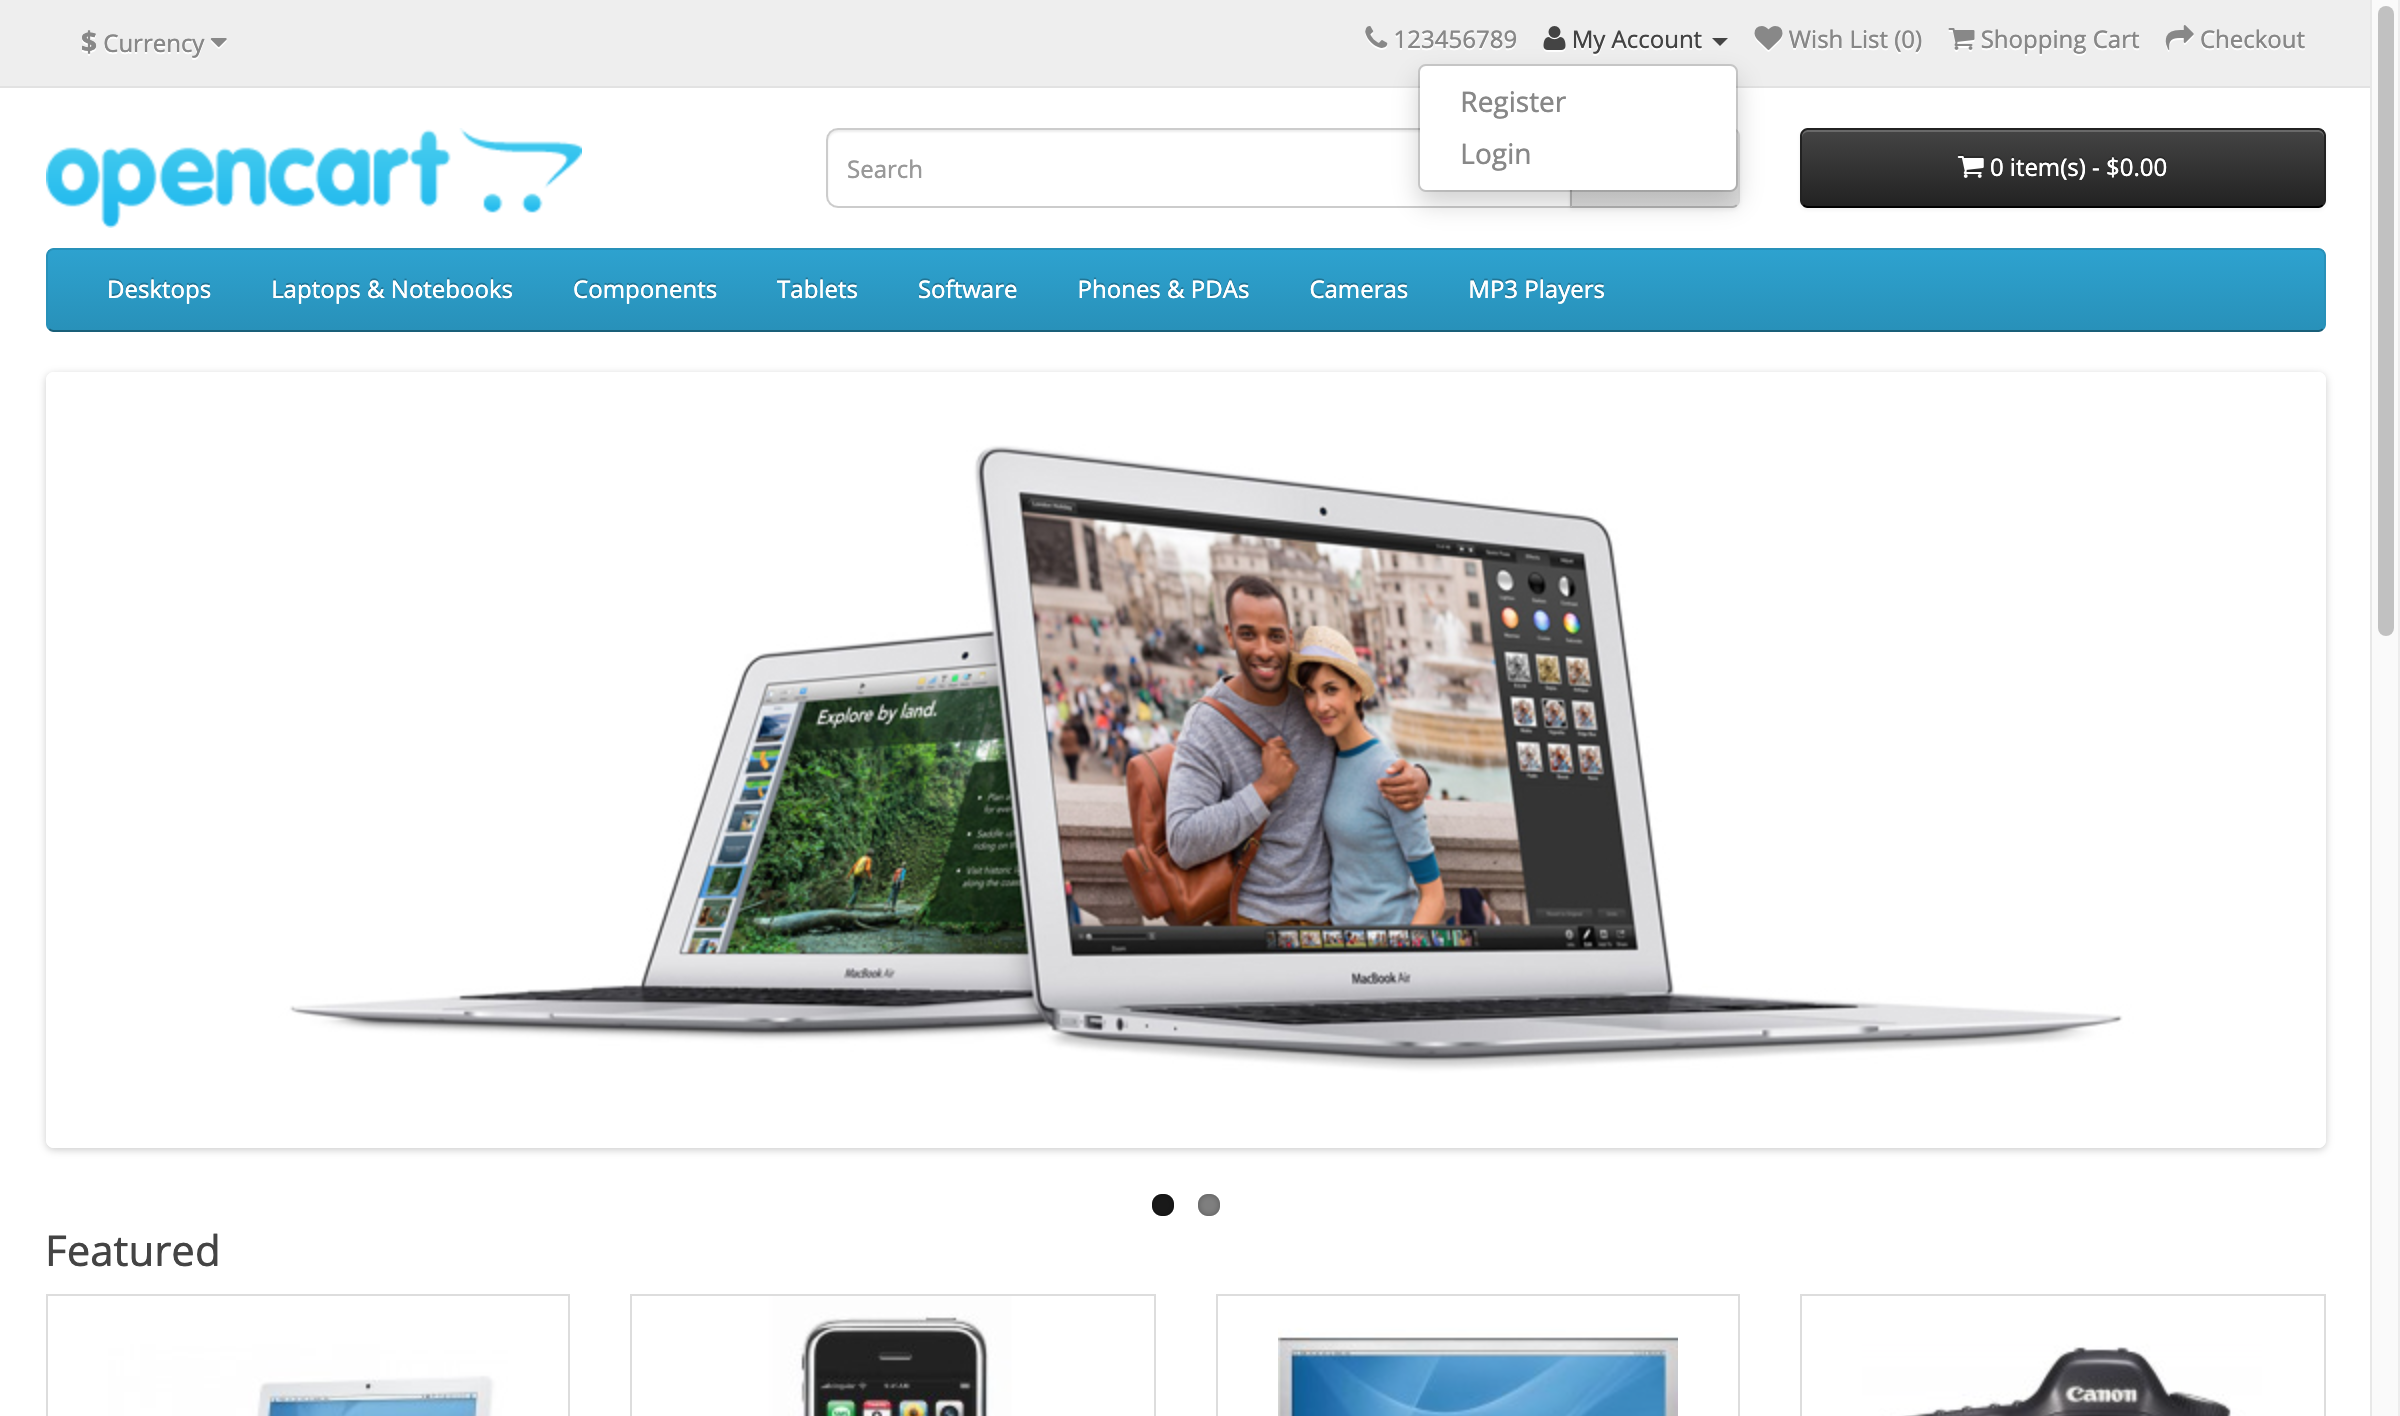 $ Currency
123456789 My Account Wish List (0) Shopping Cart Checkout
Register
Login
opencart
Search
0 item(s) - $0.00
Desktops Laptops & Notebooks Components Tablets Software Phones & PDAs Cameras MP3 Players
Explore by land.
MacBook Air
MacBook Air
Featured
Canon